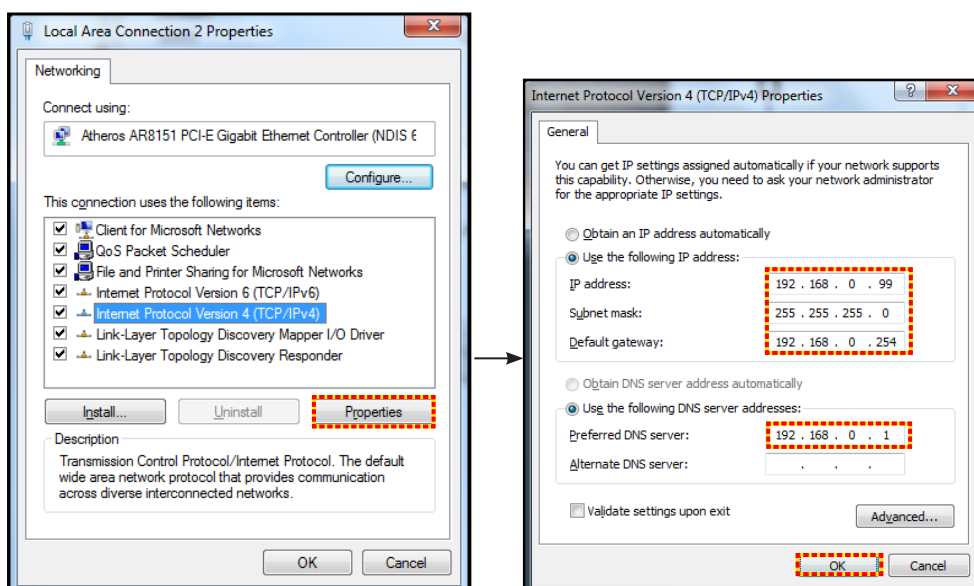 Local Area Connection 2 Properties
Networking
Connect using:
Atheros AR8151 PCI-E Gigabit Ethernet Controller (NDIS 6
Configure...
This connection uses the following items:
Client for Microsoft Networks
QoS Packet Scheduler
File and Printer Sharing for Microsoft Networks
Internet Protocol Version 6 (TCP/IPv6)
Internet Protocol Version 4 (TCP/IPv4)
Link-Layer Topology Discovery Mapper I/O Driver
Link-Layer Topology Discovery Responder
Install...
Uninstall
Properties
Description
Transmission Control Protocol/Internet Protocol. The default
wide area network protocol that provides communication
across diverse interconnected networks.
OK
Cancel
Internet Protocol Version 4 (TCP/IPv4) Properties
General
You can get IP settings assigned automatically if your network supports
this capability. Otherwise, you need to ask your network administrator
for the appropriate IP settings.
Obtain an IP address automatically
Use the following IP address:
IP address: 192 . 168 . 0 . 99
Subnet mask: 255 . 255 . 255 . 0
Default gateway: 192 . 168 . 0 . 254
Obtain DNS server address automatically
Use the following DNS server addresses:
Preferred DNS server: 192 . 168 . 0 . 1
Alternate DNS server: . . .
Validate settings upon exit
Advanced...
OK
Cancel